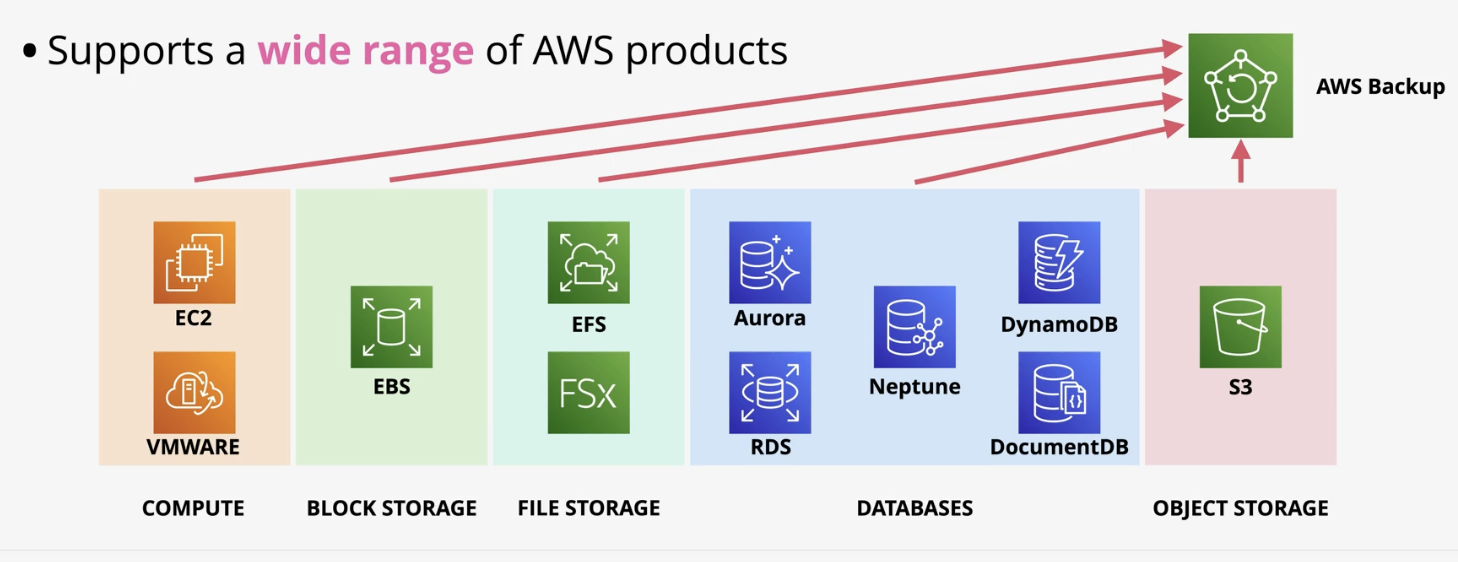 • Supports a wide range of AWS products
AWS Backup
EC2
VMWARE
COMPUTE
EBS
BLOCK STORAGE
EFS
FSx
FILE STORAGE
Aurora
RDS
Neptune
DynamoDB
DocumentDB
DATABASES
S3
OBJECT STORAGE